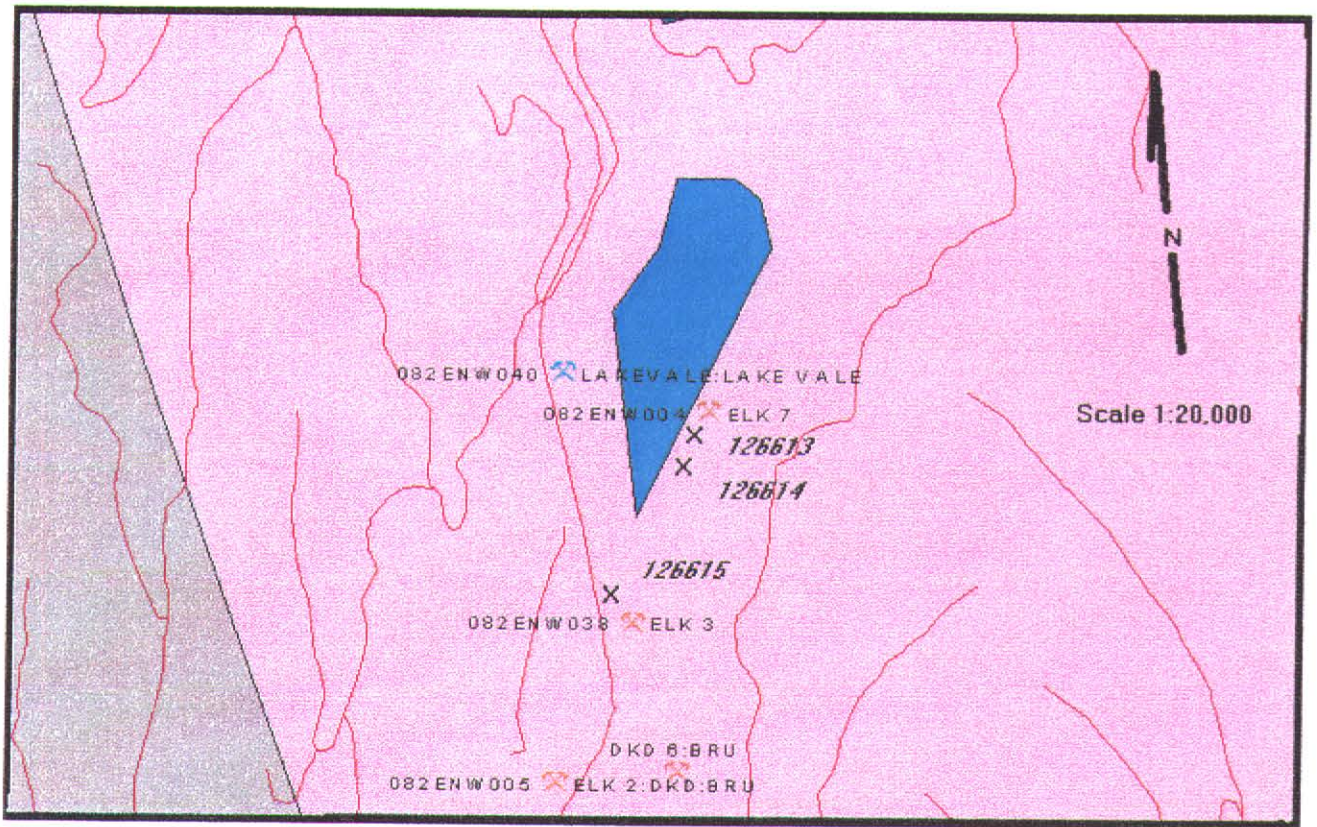 N
082ENW040 LAKEVALE:LAKE VALE
082ENW004 ELK 7
Scale 1:20,000
126613
126614
126615
082ENW038 ELK 3
DKD 6:BRU
082ENW005 ELK 2:DKD:BRU